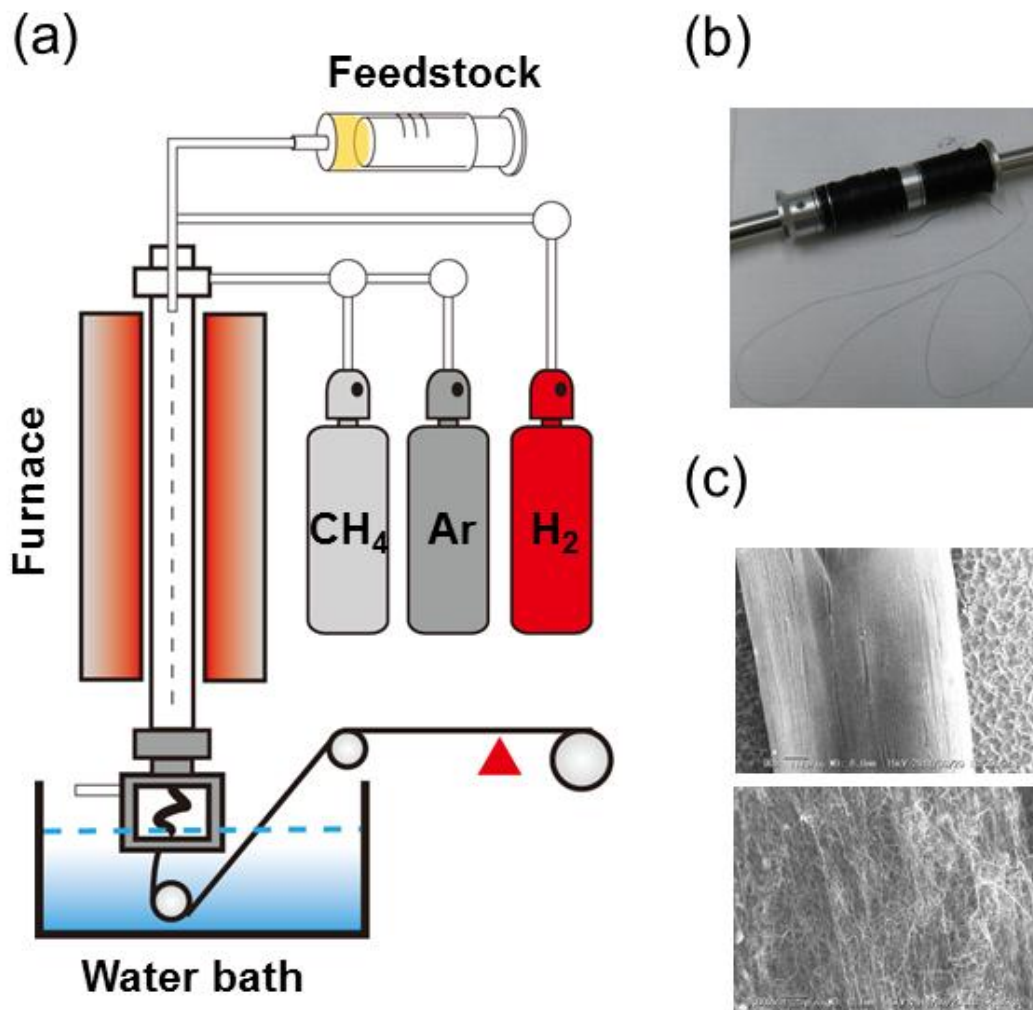 (a)
Feedstock
Furnace
CH₄
Ar
H₂
Water bath
(b)
(c)